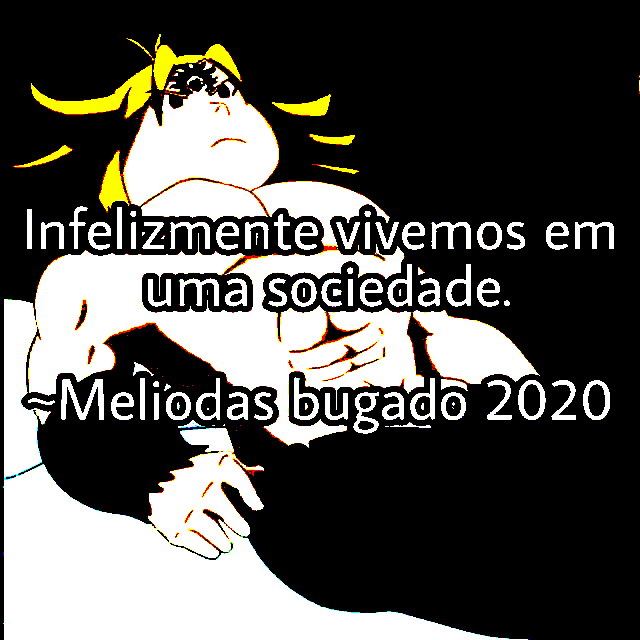 Infelizmente vivemos em
uma sociedade.
~Meliodas bugado 2020